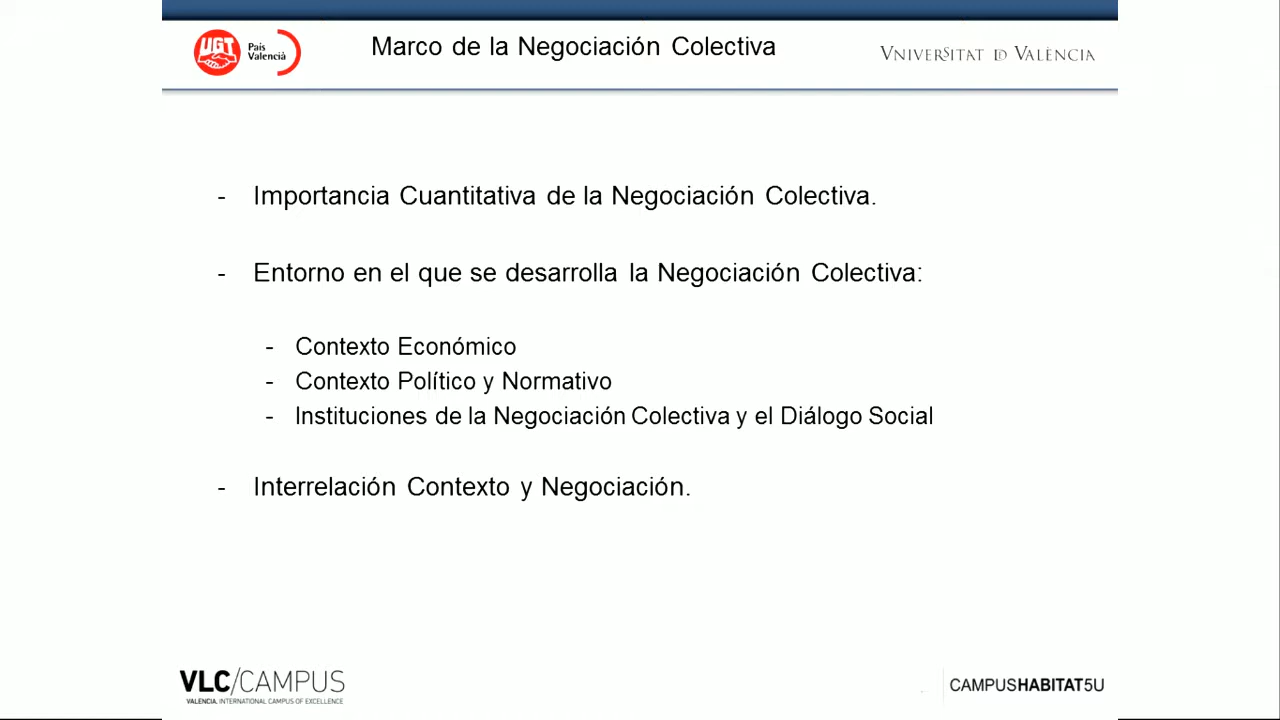 UGT
País
Valencià
Marco de la Negociación Colectiva
VNIVERSITAT DE VALÈNCIA
- Importancia Cuantitativa de la Negociación Colectiva.
- Entorno en el que se desarrolla la Negociación Colectiva:
- Contexto Económico
- Contexto Político y Normativo
- Instituciones de la Negociación Colectiva y el Diálogo Social
- Interrelación Contexto y Negociación.
VLC/CAMPUS
VALENCIA. INTERNATIONAL CAMPUS OF EXCELLENCE
CAMPUSHABITAT5U